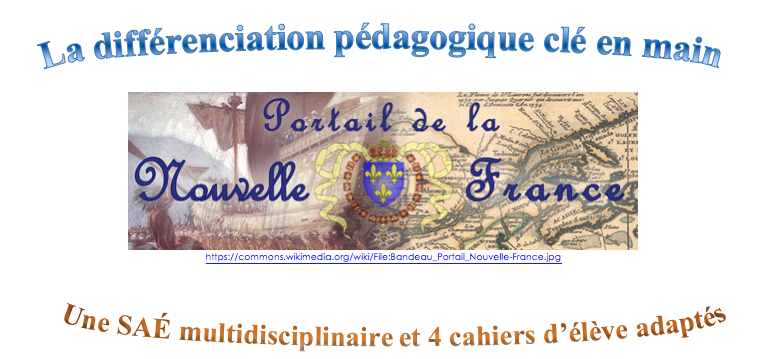 La différenciation pédagogique clé en main
Portail de la
Nouvelle France
https://commons.wikimedia.org/wiki/File:Bandeau_Portail_Nouvelle-France.jpg
Une SAÉ multidisciplinaire et 4 cahiers d'élève adaptés